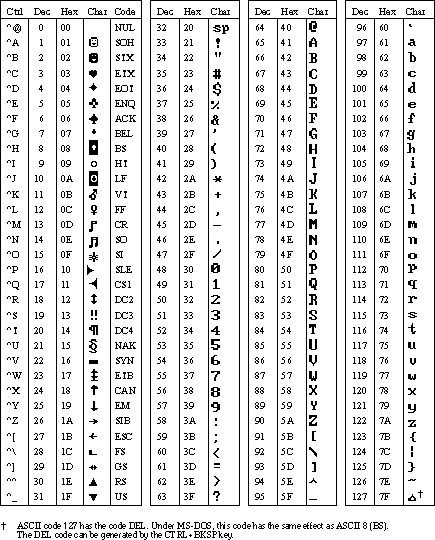 Ctrl Dec Hex Char Code Dec Hex Char Dec Hex Char Dec Hex Char
^@ 0 00 NUL 32 20 sp 64 40 @ 96 60 `
^A 1 01 ☺ SOH 33 21 ! 65 41 A 97 61 a
^B 2 02 ☻ SIX 34 22 " 66 42 B 98 62 b
^C 3 03 ♥ EIX 35 23 # 67 43 C 99 63 c
^D 4 04 ♦ EOI 36 24 $ 68 44 D 100 64 d
^E 5 05 ♣ ENQ 37 25 % 69 45 E 101 65 e
^F 6 06 ♠ ACK 38 26 & 70 46 F 102 66 f
^G 7 07 • BEL 39 27 ' 71 47 G 103 67 g
^H 8 08 ◘ BS 40 28 ( 72 48 H 104 68 h
^I 9 09 ○ HI 41 29 ) 73 49 I 105 69 i
^J 10 0A ◙ LF 42 2A * 74 4A J 106 6A j
^K 11 0B ♂ VI 43 2B + 75 4B K 107 6B k
^L 12 0C ♀ FF 44 2C , 76 4C L 108 6C l
^M 13 0D ♪ CR 45 2D – 77 4D M 109 6D m
^N 14 0E ♫ SO 46 2E . 78 4E N 110 6E n
^O 15 0F ☼ SI 47 2F / 79 4F O 111 6F o
^P 16 10 ► SLE 48 30 0 80 50 P 112 70 p
^Q 17 11 ◄ CS1 49 31 1 81 51 Q 113 71 q
^R 18 12 ↕ DC2 50 32 2 82 52 R 114 72 r
^S 19 13 ‼ DC3 51 33 3 83 53 S 115 73 s
^I 20 14 ¶ DC4 52 34 4 84 54 T 116 74 t
^U 21 15 § NAK 53 35 5 85 55 U 117 75 u
^V 22 16 ▬ SYN 54 36 6 86 56 V 118 76 v
^W 23 17 ↨ EIB 55 37 7 87 57 W 119 77 w
^X 24 18 ↑ CAN 56 38 8 88 58 X 120 78 x
^Y 25 19 ↓ EM 57 39 9 89 59 Y 121 79 y
^Z 26 1A → SIB 58 3A : 90 5A Z 122 7A z
^[ 27 1B ← ESC 59 3B ; 91 5B [ 123 7B {
^\ 28 1C ∟ FS 60 3C < 92 5C \ 124 7C ¦
^] 29 1D ↔ GS 61 3D = 93 5D ] 125 7D }
^^ 30 1E ▲ RS 62 3E > 94 5E ^ 126 7E ~
^_ 31 1F ▼ US 63 3F ? 95 5F _ 127 7F ⌂†
† ASCII code 127 has the code DEL. Under MS-DOS, this code has the same effect as ASCII 8 (BS).
The DEL code can be generated by the CTRL+BKSP key.